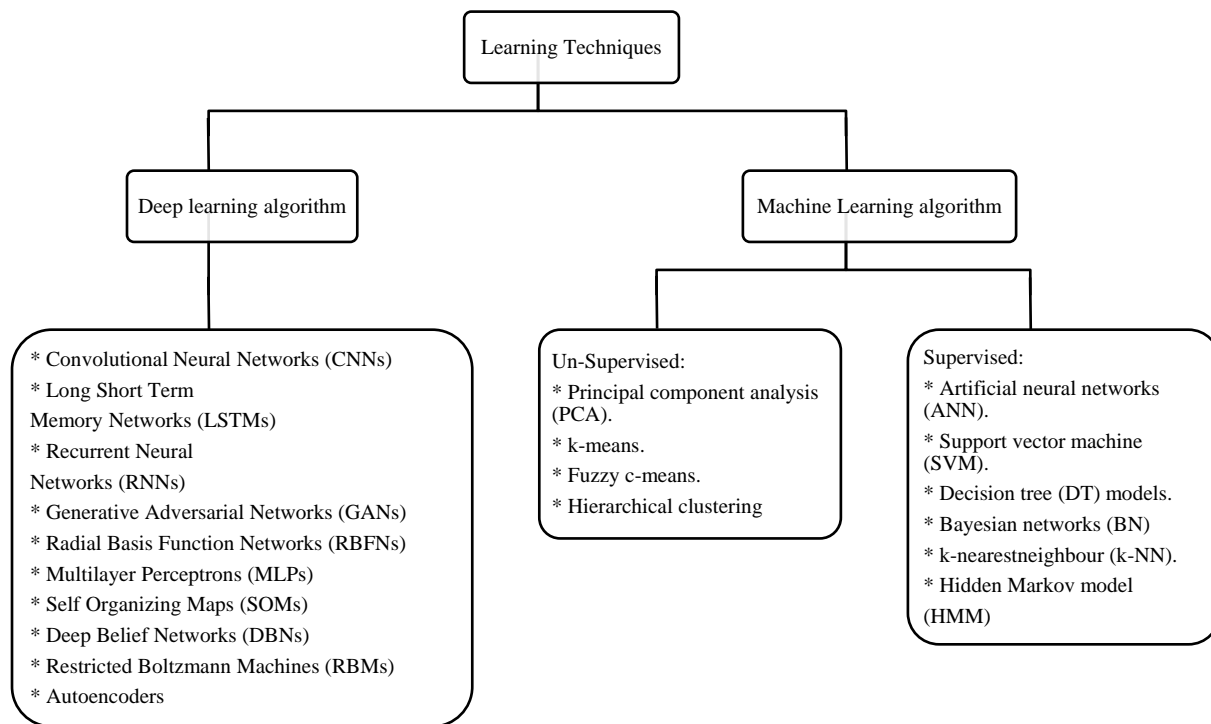 Learning Techniques
Deep learning algorithm
Machine Learning algorithm
* Convolutional Neural Networks (CNNs)
* Long Short Term
Memory Networks (LSTMs)
* Recurrent Neural
Networks (RNNs)
* Generative Adversarial Networks (GANs)
* Radial Basis Function Networks (RBFNs)
* Multilayer Perceptrons (MLPs)
* Self Organizing Maps (SOMs)
* Deep Belief Networks (DBNs)
* Restricted Boltzmann Machines (RBMs)
* Autoencoders
Un-Supervised:
* Principal component analysis
(PCA).
* k-means.
* Fuzzy c-means.
* Hierarchical clustering
Supervised:
* Artificial neural networks
(ANN).
* Support vector machine
(SVM).
* Decision tree (DT) models.
* Bayesian networks (BN)
* k-nearestneighbour (k-NN).
* Hidden Markov model
(HMM)